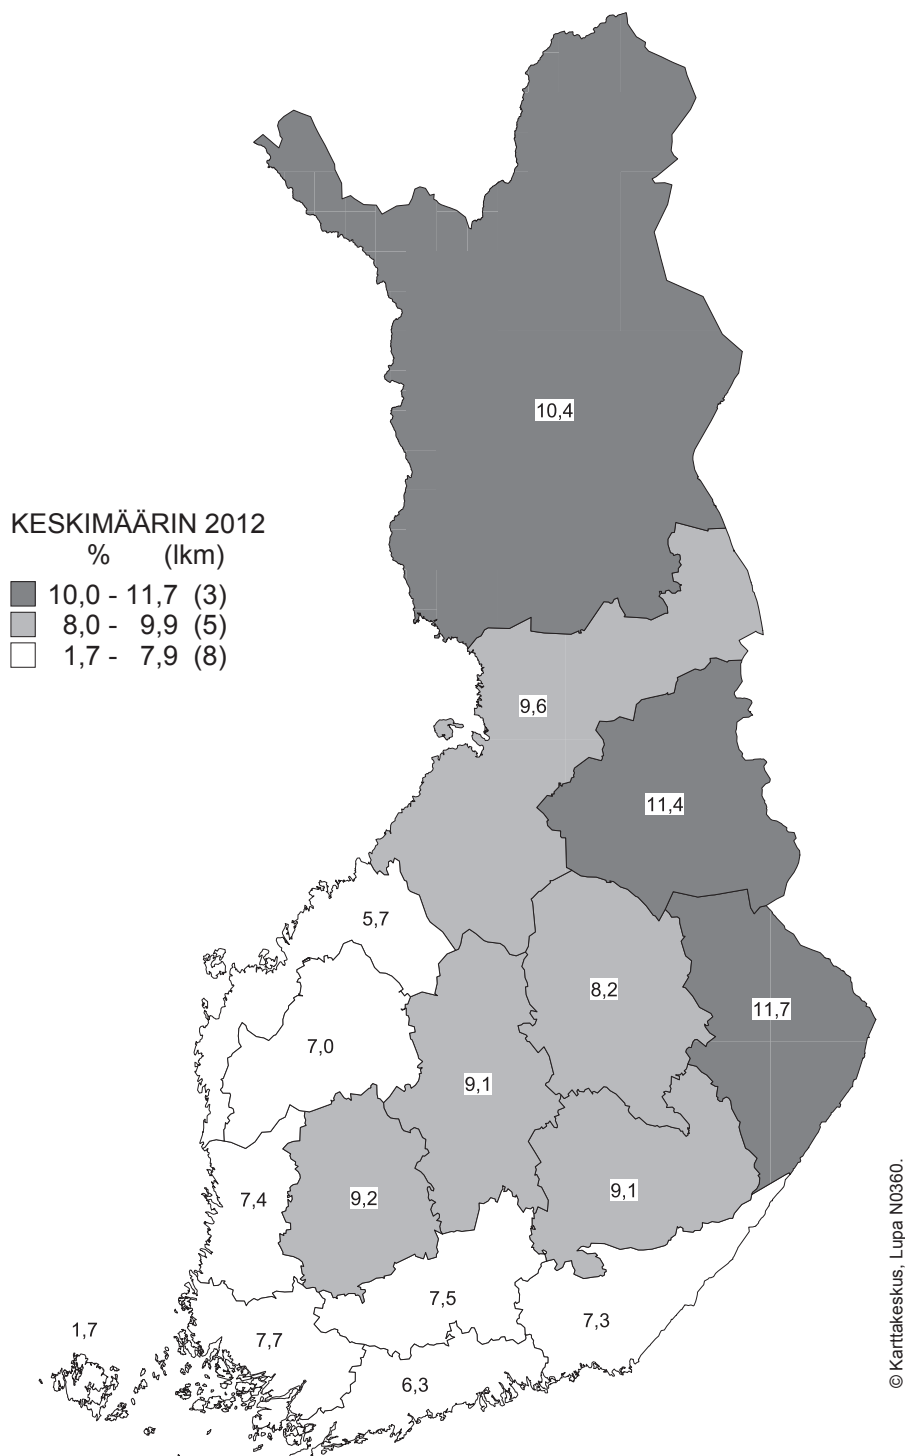 10,4
KESKIMÄÄRIN 2012
% (lkm)
10,0 - 11,7 (3)
8,0 - 9,9 (5)
1,7 - 7,9 (8)
9,6
11,4
5,7
8,2
11,7
7,0
9,1
9,1
7,4
9,2
7,5
7,3
1,7
7,7
6,3
© Karttakeskus, Lupa N0360.